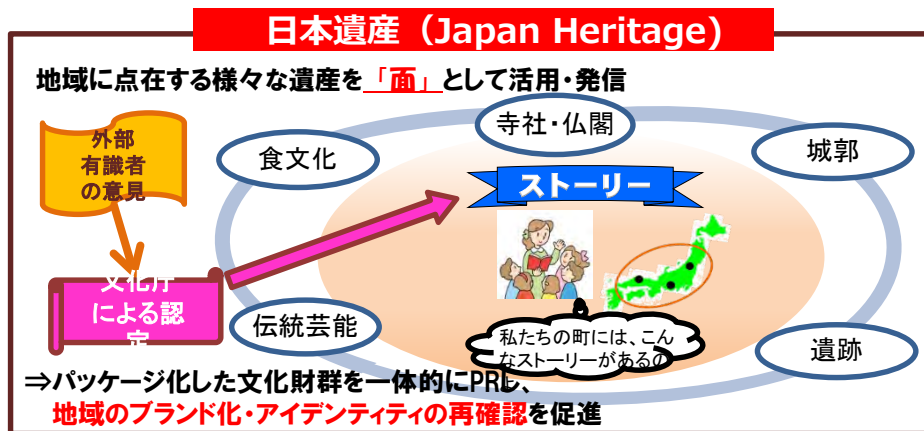 日本遺産（Japan Heritage)
地域に点在する様々な遺産を「面」として活用・発信
外部
有識者
の意見
食文化
寺社・仏閣
城郭
ストーリー
文化庁
による認
定
伝統芸能
私たちの町には、こん
なストーリーがあるの
遺跡
⇒パッケージ化した文化財群を一体的にPRし、
地域のブランド化・アイデンティティの再確認を促進